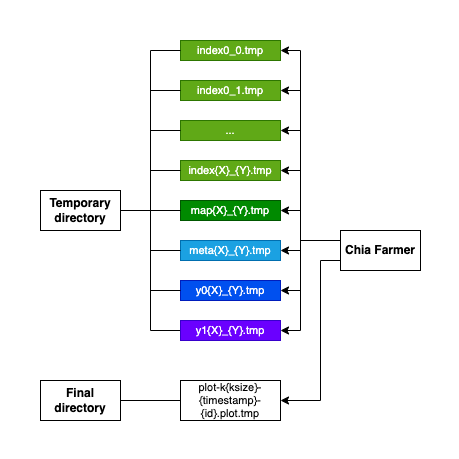 index0_0.tmp
index0_1.tmp
...
index{X}_{Y}.tmp
Temporary
directory
map{X}_{Y}.tmp
meta{X}_{Y}.tmp
Chia Farmer
y0{X}_{Y}.tmp
y1{X}_{Y}.tmp
Final
directory
plot-k{ksize}-
{timestamp}-
{id}.plot.tmp